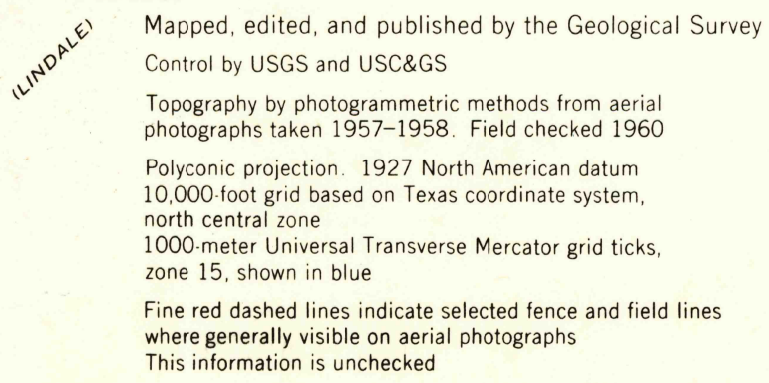 (LINDALE)
Mapped, edited, and published by the Geological Survey
Control by USGS and USC&GS
Topography by photogrammetric methods from aerial
photographs taken 1957–1958. Field checked 1960
Polyconic projection. 1927 North American datum
10,000-foot grid based on Texas coordinate system,
north central zone
1000-meter Universal Transverse Mercator grid ticks,
zone 15, shown in blue
Fine red dashed lines indicate selected fence and field lines
where generally visible on aerial photographs
This information is unchecked